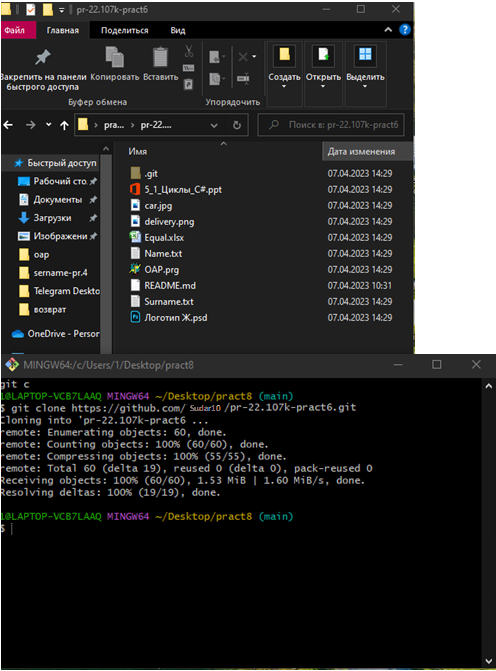 pr-22.107k-pract6
Файл
Главная
Поделиться
Вид
Закрепить на панели быстрого доступа
Копировать
Вставить
Создать
Открыть
Выделить
Буфер обмена
Упорядочить
pra...
pr-22....
Поиск в: pr-22.107k-pract6
Имя
Дата изменения
Быстрый доступ
Рабочий сто.
Документы
Загрузки
Изображени
oap
sername-pr.4
Telegram Deskto
возврат
OneDrive - Person
.git 07.04.2023 14:29
5_1_Циклы_C#.ppt 07.04.2023 14:29
car.jpg 07.04.2023 14:29
delivery.png 07.04.2023 14:29
Equal.xlsx 07.04.2023 14:29
Name.txt 07.04.2023 14:29
OAP.prg 07.04.2023 14:29
README.md 07.04.2023 10:31
Surname.txt 07.04.2023 14:29
Логотип Ж.psd 07.04.2023 14:29
MINGW64:/c/Users/1/Desktop/pract8
git c
1@LAPTOP-VCB7LAAQ MINGW64 ~/Desktop/pract8 (main)
$ git clone https://github.com/ Sudar10 /pr-22.107k-pract6.git
Cloning into 'pr-22.107k-pract6 ...
remote: Enumerating objects: 60, done.
remote: Counting objects: 100% (60/60), done.
remote: Compressing objects: 100% (55/55), done.
remote: Total 60 (delta 19), reused 0 (delta 0), pack-reused 0
Receiving objects: 100% (60/60), 1.53 MiB | 1.60 MiB/s, done.
Resolving deltas: 100% (19/19), done.
1@LAPTOP-VCB7LAAQ MINGW64 ~/Desktop/pract8 (main)
$